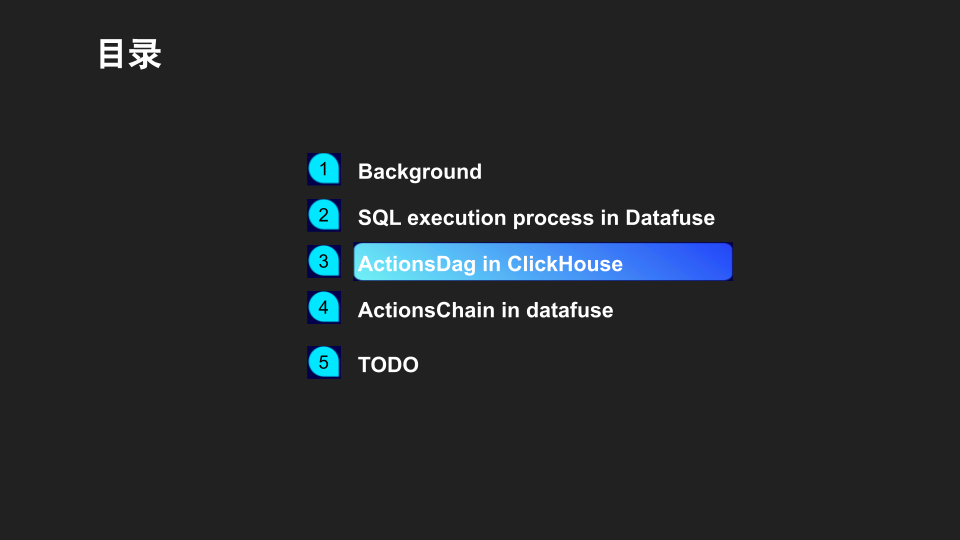 目录
1 Background
2 SQL execution process in Datafuse
3 ActionsDag in ClickHouse
4 ActionsChain in datafuse
5 TODO